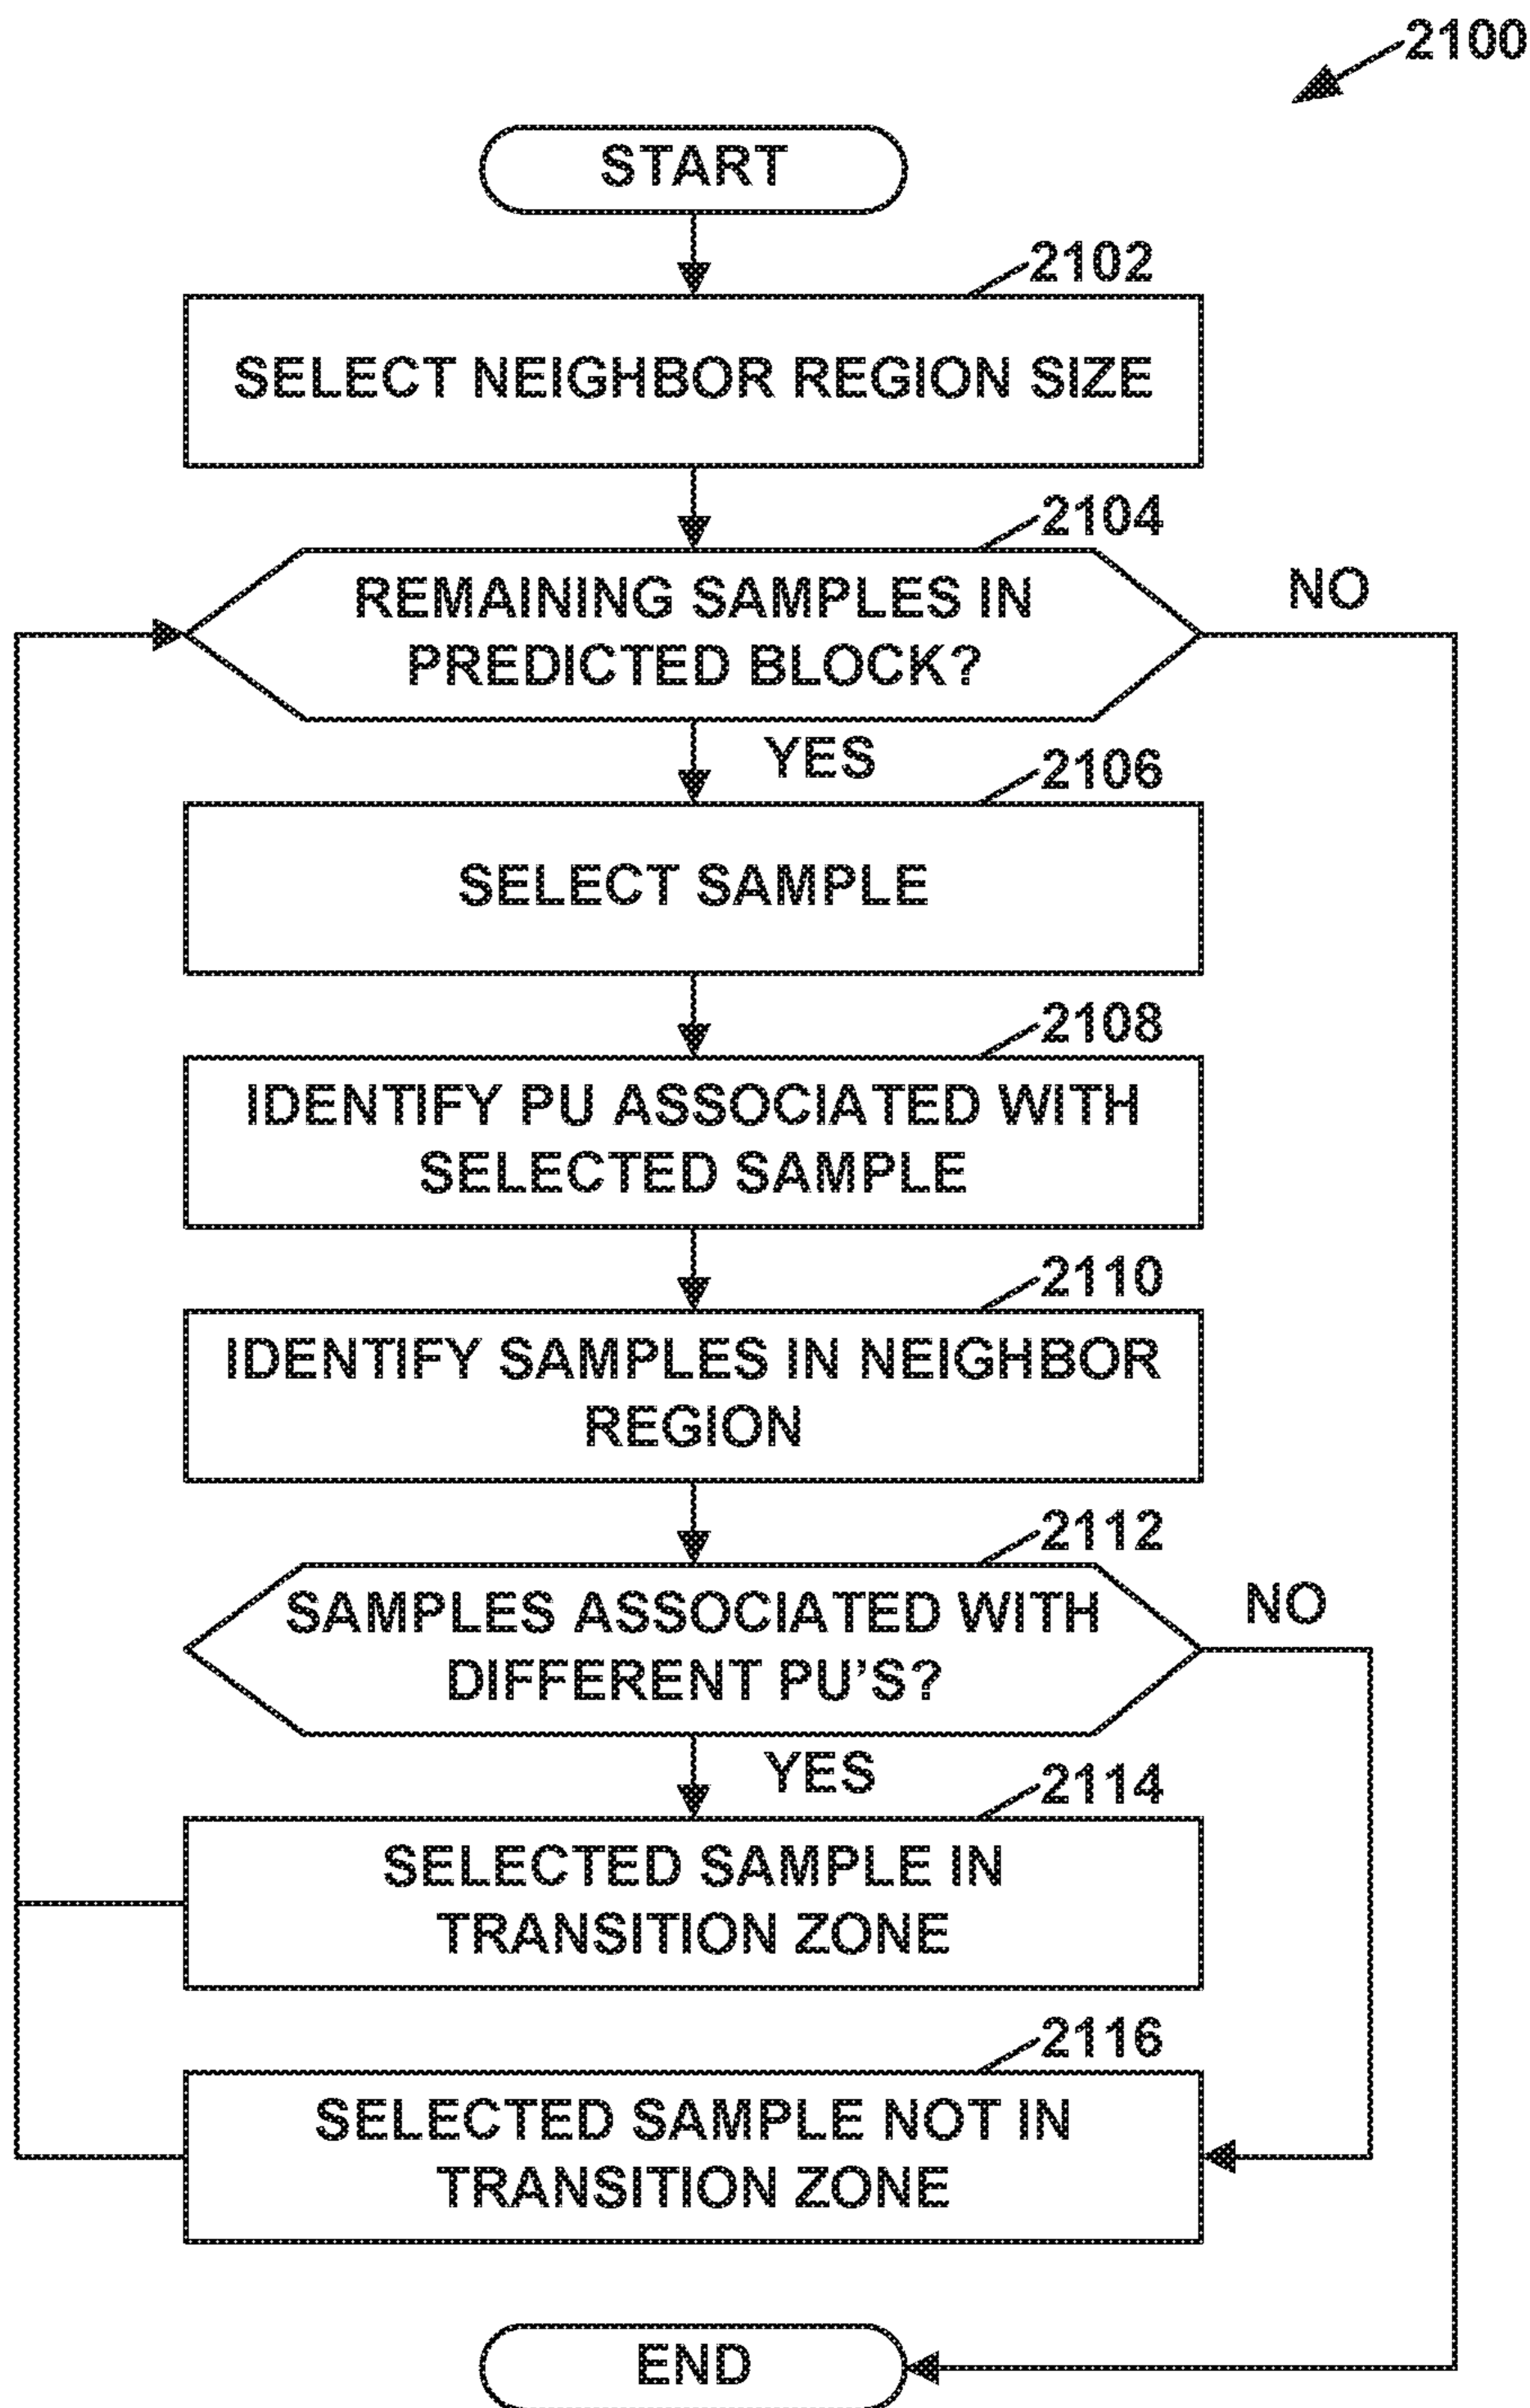 2100
START
2102
SELECT NEIGHBOR REGION SIZE
2104
REMAINING SAMPLES IN
PREDICTED BLOCK?
NO
YES
2106
SELECT SAMPLE
2108
IDENTIFY PU ASSOCIATED WITH
SELECTED SAMPLE
2110
IDENTIFY SAMPLES IN NEIGHBOR
REGION
2112
SAMPLES ASSOCIATED WITH
DIFFERENT PU'S?
NO
YES
2114
SELECTED SAMPLE IN
TRANSITION ZONE
2116
SELECTED SAMPLE NOT IN
TRANSITION ZONE
END